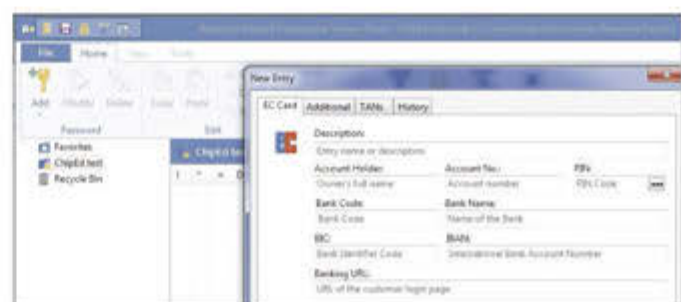 File Home
New Entry
Add Modify Delete Copy Paste
EC Card Additional TANs History
Password Edit
Description:
Favorites
ChipEd test
Entry name or description
Account Holder: Account No.: PIN:
Recycle Bin
Owner's full name Account number PIN Code
Bank Code: Bank Name:
Bank Code Name of the Bank
BIC: IBAN:
Bank Identifier Code International Bank Account Number
Banking URL:
URL of the customer login page